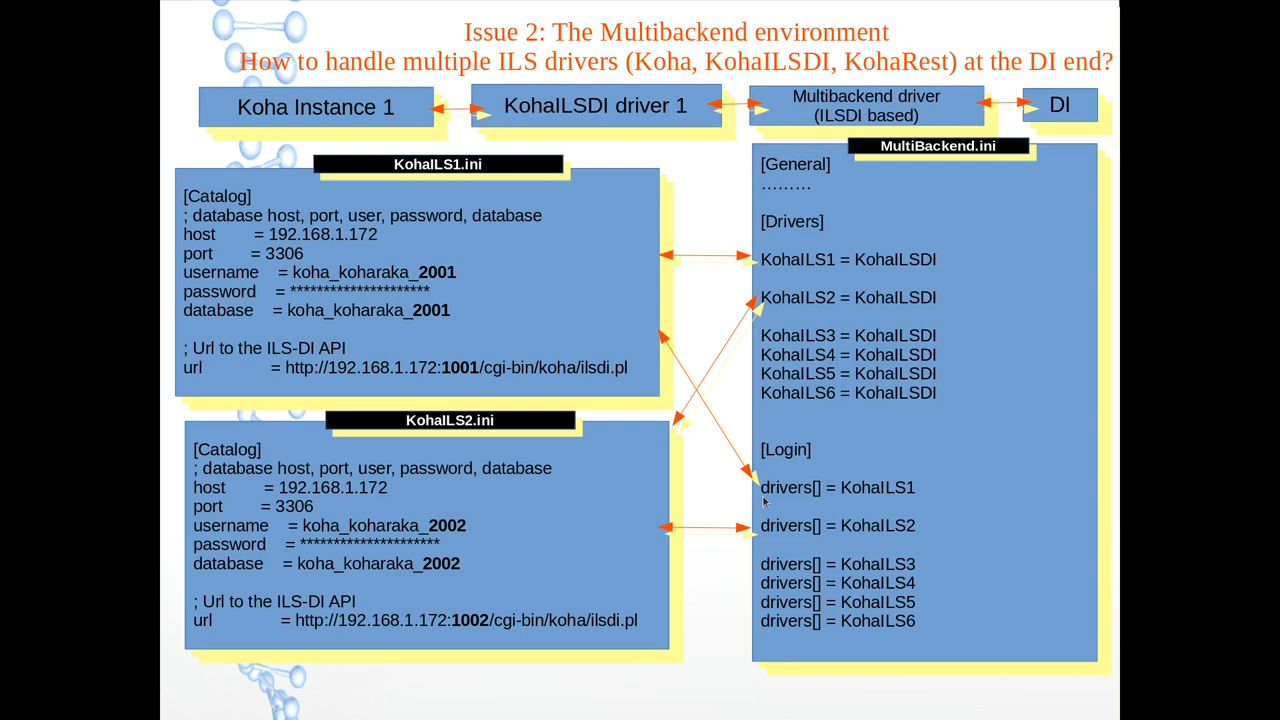 Issue 2: The Multibackend environment
How to handle multiple ILS drivers (Koha, KohaILSDI, KohaRest) at the DI end?
Koha Instance 1
KohaILSDI driver 1
Multibackend driver
(ILSDI based)
DI
KohaILS1.ini
[Catalog]
; database host, port, user, password, database
host = 192.168.1.172
port = 3306
username = koha_koharaka_2001
password = *********************
database = koha_koharaka_2001
; Url to the ILS-DI API
url = http://192.168.1.172:1001/cgi-bin/koha/ilsdi.pl
KohaILS2.ini
[Catalog]
; database host, port, user, password, database
host = 192.168.1.172
port = 3306
username = koha_koharaka_2002
password = *********************
database = koha_koharaka_2002
; Url to the ILS-DI API
url = http://192.168.1.172:1002/cgi-bin/koha/ilsdi.pl
MultiBackend.ini
[General]
………
[Drivers]
KohaILS1 = KohaILSDI
KohaILS2 = KohaILSDI
KohaILS3 = KohaILSDI
KohaILS4 = KohaILSDI
KohaILS5 = KohaILSDI
KohaILS6 = KohaILSDI
[Login]
drivers[] = KohaILS1
drivers[] = KohaILS2
drivers[] = KohaILS3
drivers[] = KohaILS4
drivers[] = KohaILS5
drivers[] = KohaILS6